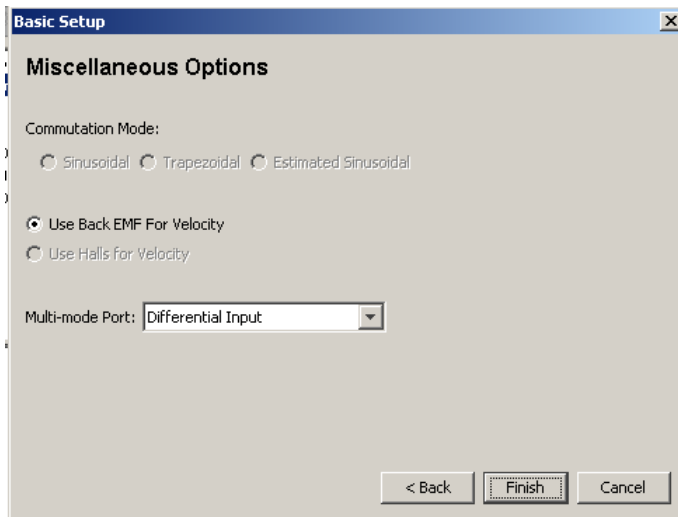 Basic Setup
Miscellaneous Options
Commutation Mode:
Sinusoidal Trapezoidal Estimated Sinusoidal
Use Back EMF For Velocity
Use Halls for Velocity
Multi-mode Port: Differential Input
< Back Finish Cancel